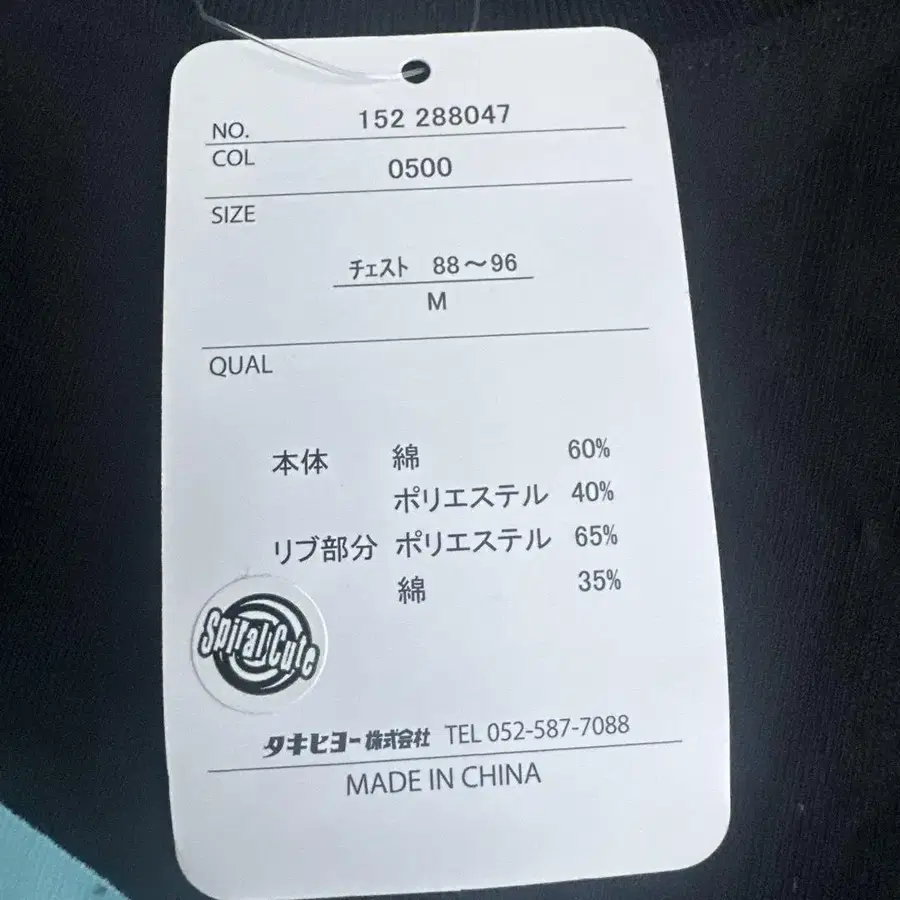 NO. 152 288047
COL 0500
SIZE
チェスト 88～96
M
QUAL
本体 綿 60%
ポリエステル 40%
リブ部分 ポリエステル 65%
綿 35%
Spiral Cute
タキヒヨー株式会社 TEL 052-587-7088
MADE IN CHINA